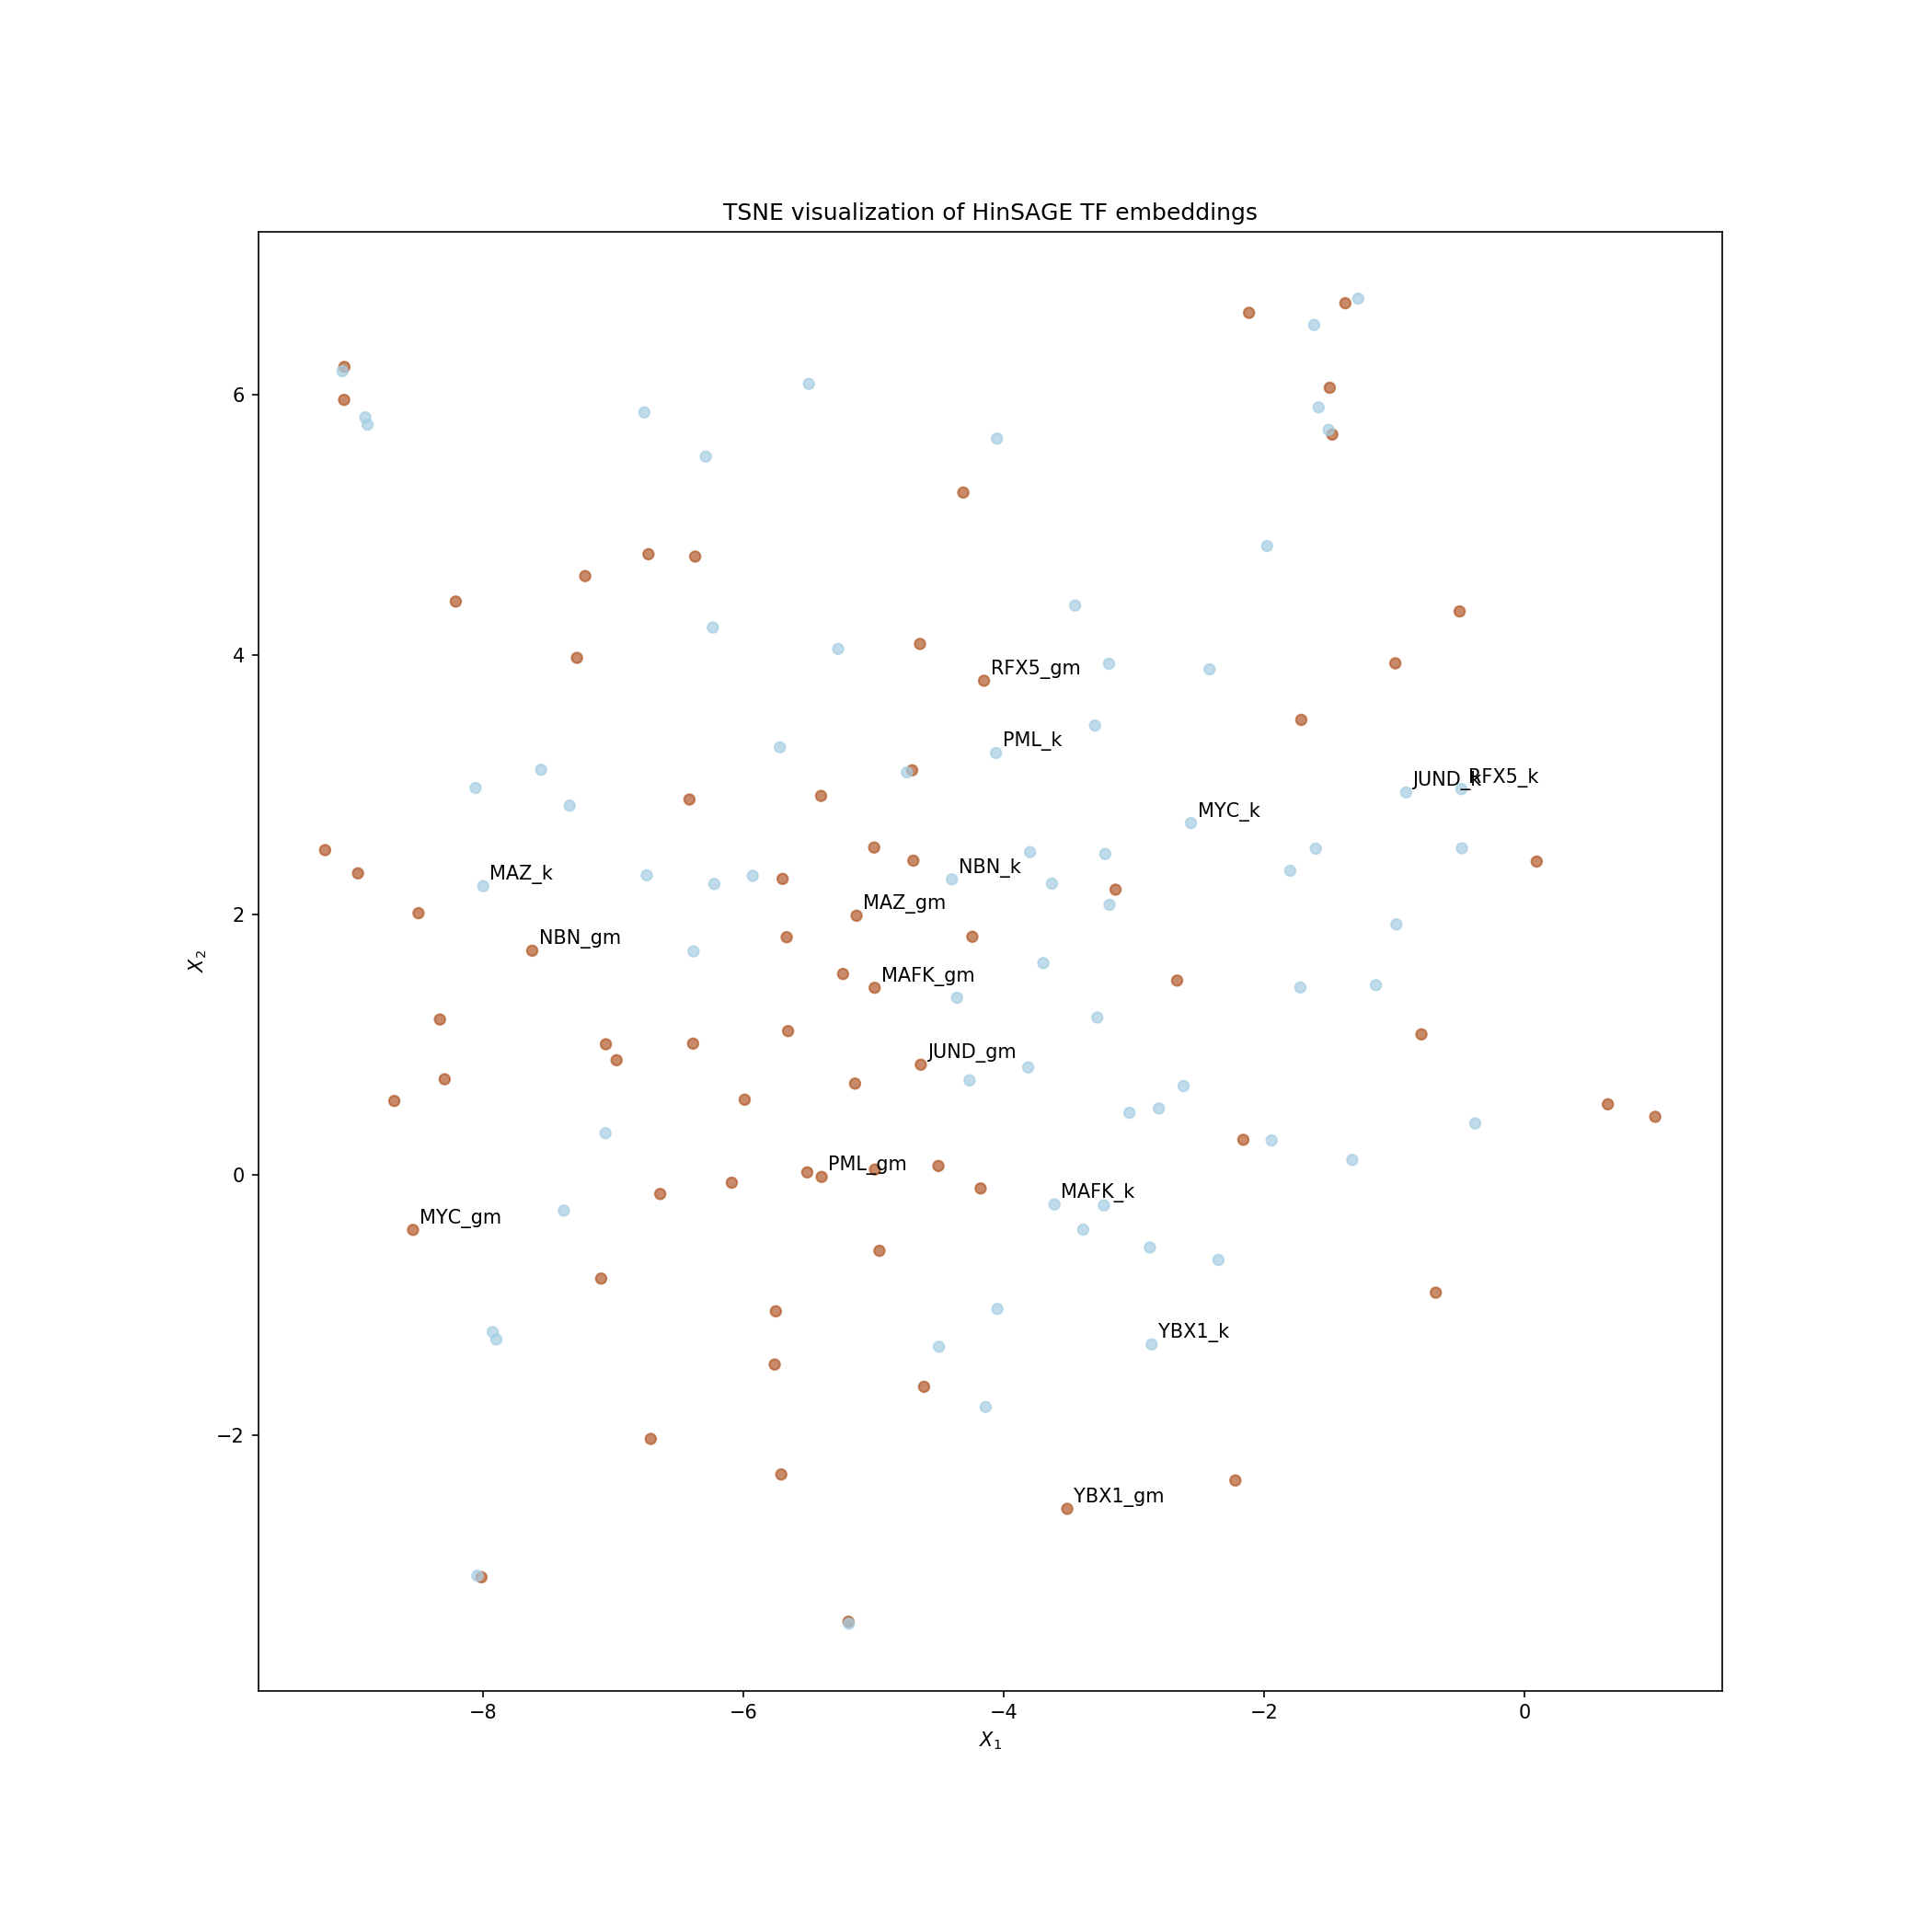 TSNE visualization of HinSAGE TF embeddings
6
4
RFX5_gm
PML_k
JUND_k
RFX5_k
MYC_k
MAZ_k
NBN_k
2
MAZ_gm
NBN_gm
X₂
MAFK_gm
JUND_gm
0
PML_gm
MAFK_k
MYC_gm
YBX1_k
−2
YBX1_gm
−8
−6
−4
−2
0
X₁